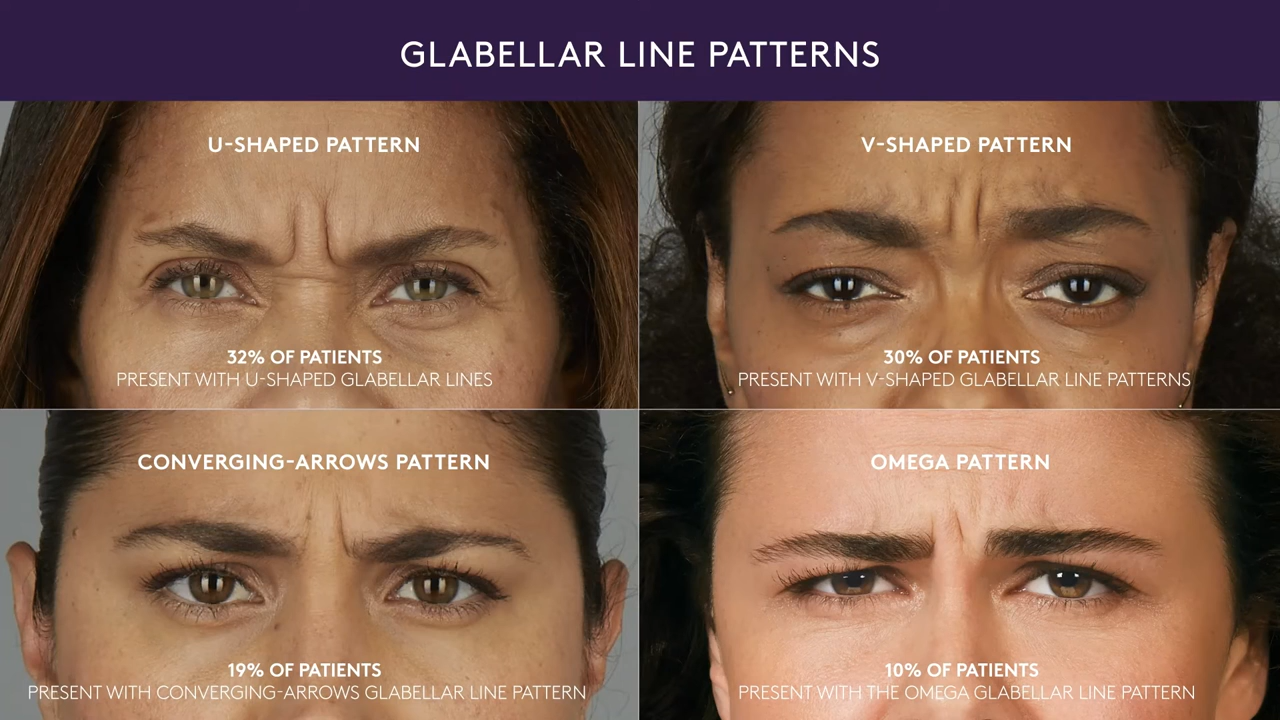 GLABELLAR LINE PATTERNS
U-SHAPED PATTERN
32% OF PATIENTS
PRESENT WITH U-SHAPED GLABELLAR LINES
V-SHAPED PATTERN
30% OF PATIENTS
PRESENT WITH V-SHAPED GLABELLAR LINE PATTERNS
CONVERGING-ARROWS PATTERN
19% OF PATIENTS
PRESENT WITH CONVERGING-ARROWS GLABELLAR LINE PATTERN
OMEGA PATTERN
10% OF PATIENTS
PRESENT WITH THE OMEGA GLABELLAR LINE PATTERN